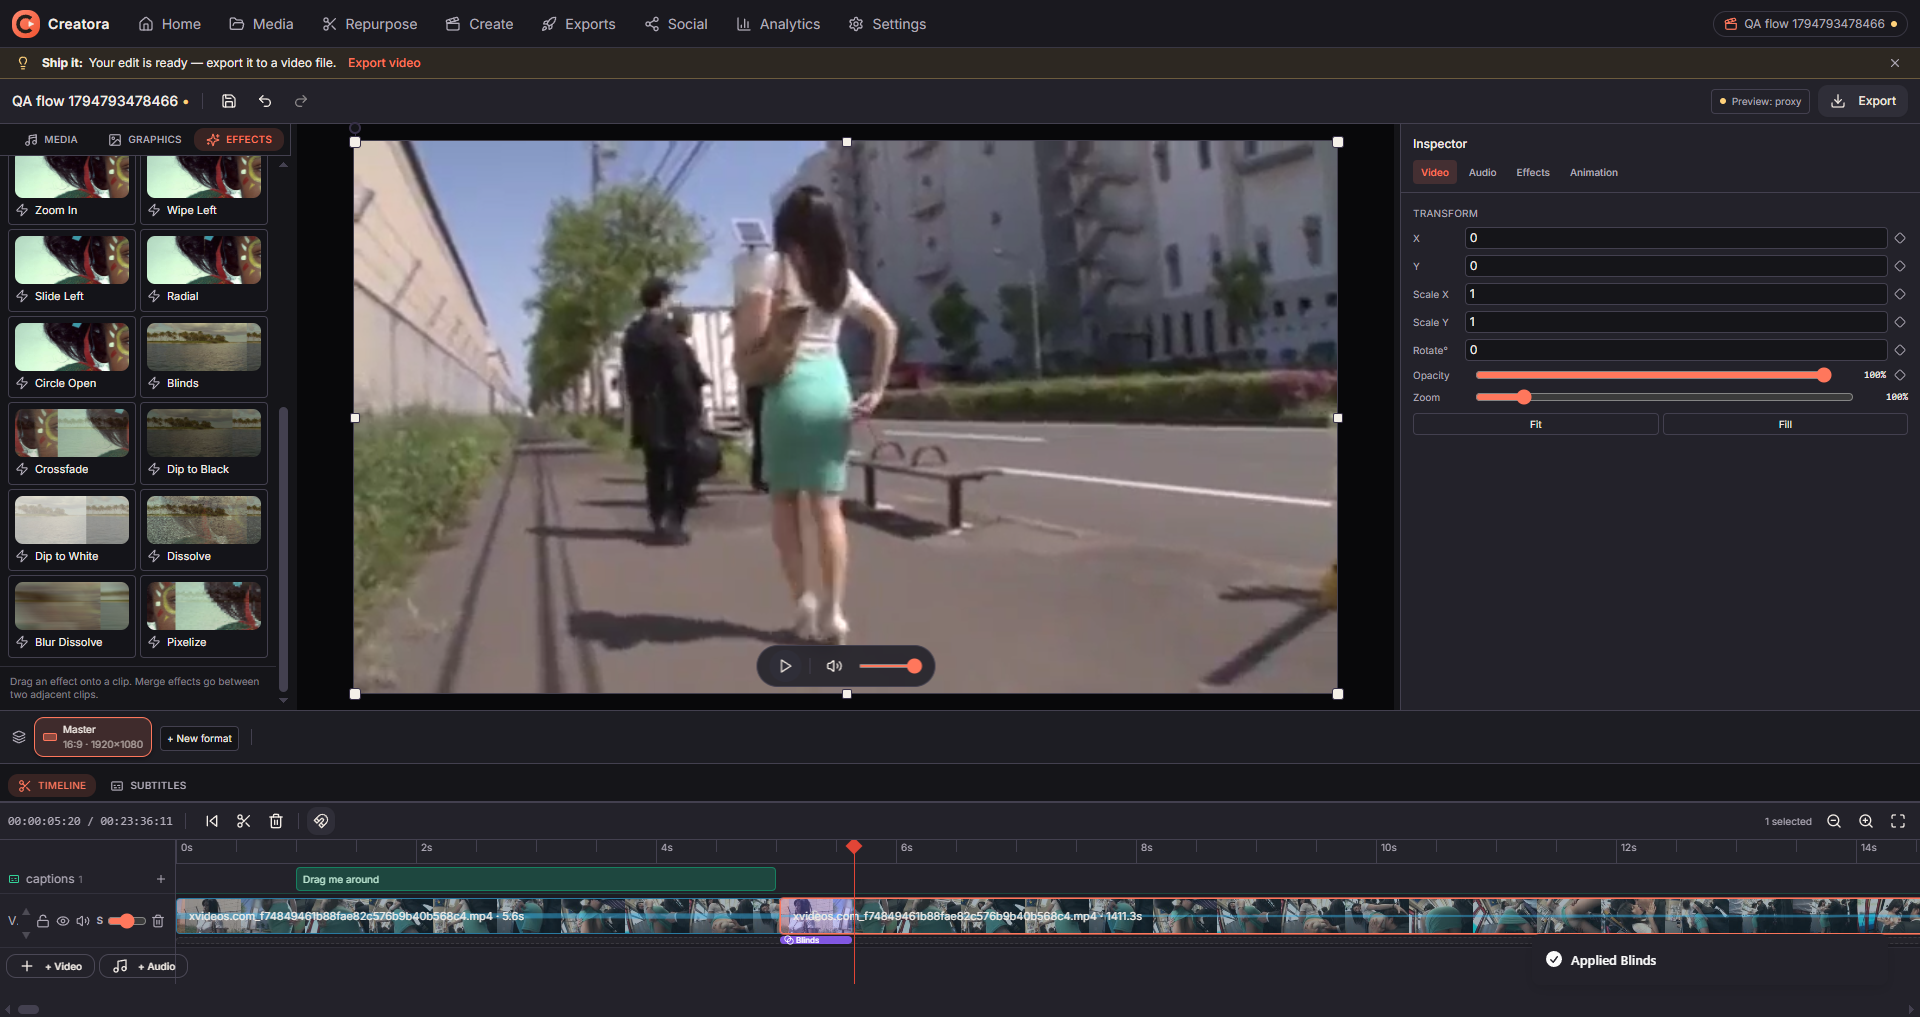 Creatora Home Media Repurpose Create Exports Social Analytics Settings QA flow 1794793478466
Ship it: Your edit is ready — export it to a video file. Export video
QA flow 1794793478466 Preview: proxy Export
MEDIA GRAPHICS EFFECTS
Zoom In Wipe Left
Slide Left Radial
Circle Open Blinds
Crossfade Dip to Black
Dip to White Dissolve
Blur Dissolve Pixelize
Drag an effect onto a clip. Merge effects go between
two adjacent clips.
Inspector
Video Audio Effects Animation
TRANSFORM
X 0
Y 0
Scale X 1
Scale Y 1
Rotate° 0
Opacity 100%
Zoom 100%
Fit Fill
Master
16:9 · 1920×1080
+ New format
TIMELINE SUBTITLES
00:00:05:20 / 00:23:36:11 1 selected
0s 2s 4s 6s 8s 10s 12s 14s
captions 1 + Drag me around
V. S xvideos.com_f74849461b88fae82c576b9b40b568c4.mp4 · 5.6s xvideos.com_f74849461b88fae82c576b9b40b568c4.mp4 · 1411.3s
Blinds
+ Video + Audio
Applied Blinds